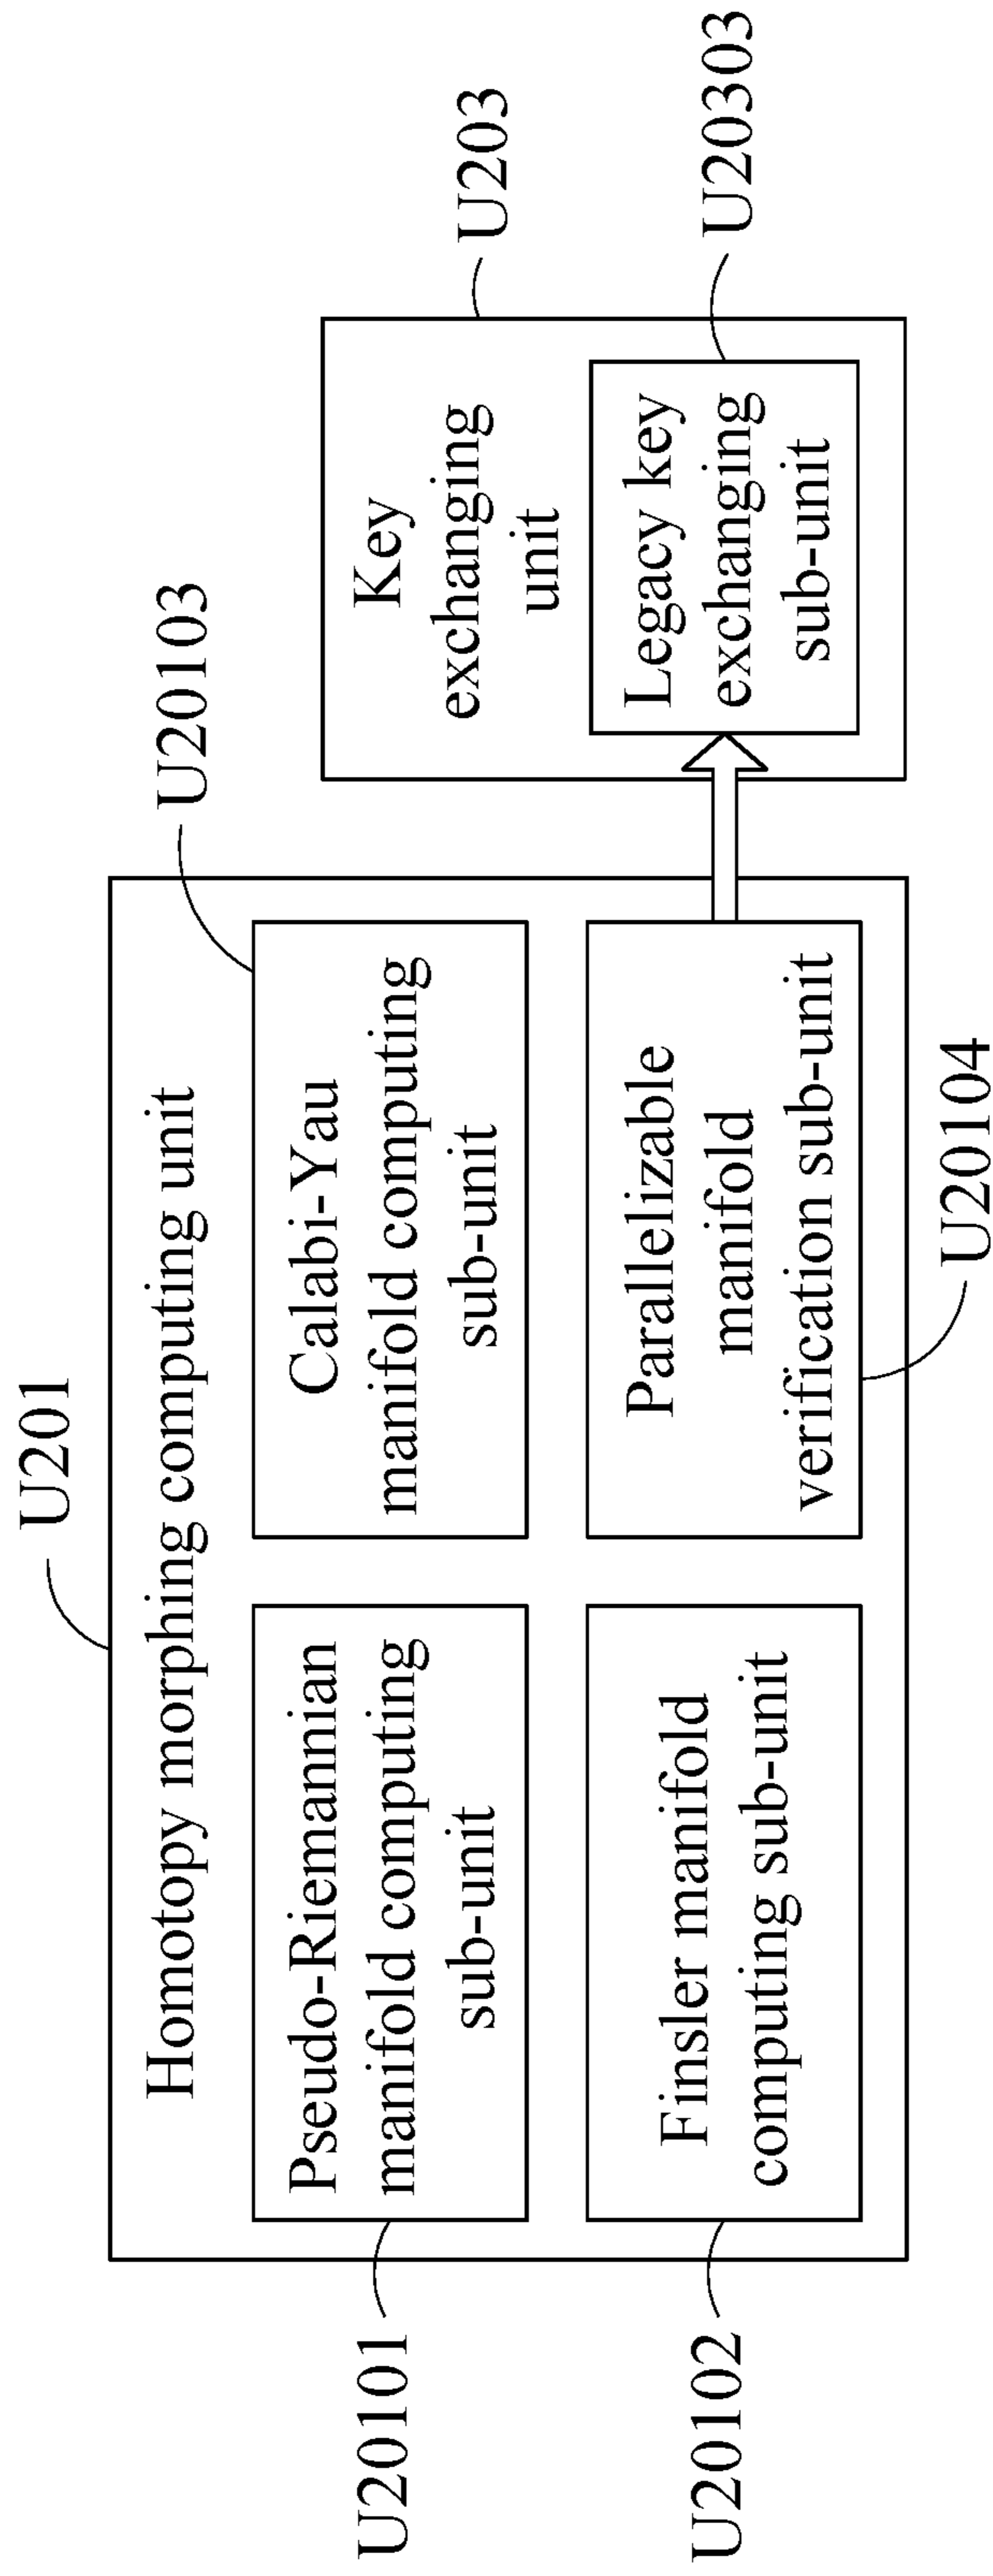 U201
Homotopy morphing computing unit
U20101
Pseudo-Riemannian
manifold computing
sub-unit
U20103
Calabi-Yau
manifold computing
sub-unit
U20102
Finsler manifold
computing sub-unit
Parallelizable
manifold
verification sub-unit
U20104
U203
Key
exchanging
unit
Legacy key
exchanging
sub-unit
U20303